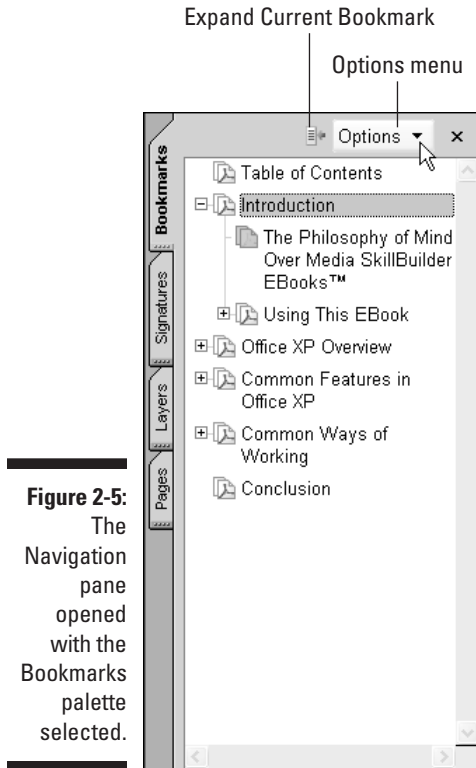 Expand Current Bookmark
Options menu
Options
Bookmarks
Signatures
Layers
Pages
Table of Contents
Introduction
The Philosophy of Mind
Over Media SkillBuilder
EBooks™
Using This EBook
Office XP Overview
Common Features in
Office XP
Common Ways of
Working
Conclusion
Figure 2-5:
The
Navigation
pane
opened
with the
Bookmarks
palette
selected.